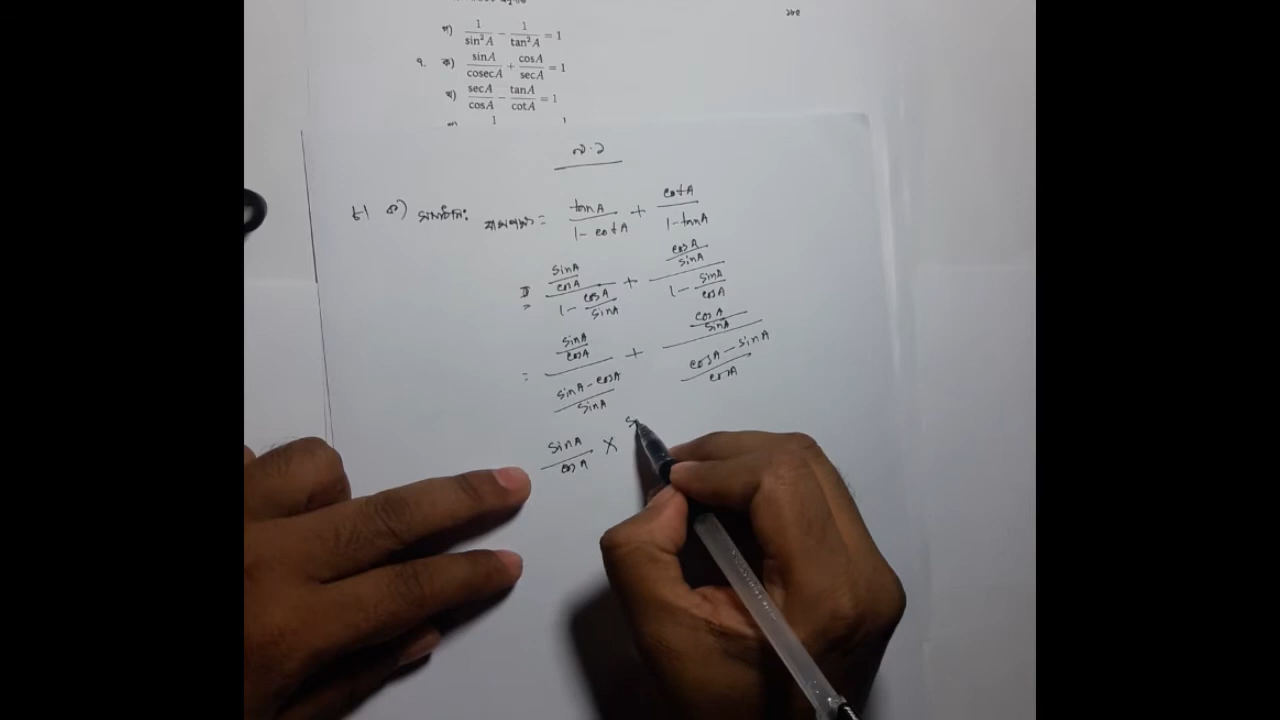 ১৮৫
গ) 1/sin²A − 1/tan²A = 1
৭. ক) sinA/cosecA + cosA/secA = 1
খ) secA/cosA − tanA/cotA = 1
৯.১
৮। ক) সমাধান: বামপক্ষ = tanA/(1 − cotA) + cotA/(1 − tanA)
= (sinA/cosA)/(1 − cosA/sinA) + (cosA/sinA)/(1 − sinA/cosA)
= (sinA/cosA)/((sinA − cosA)/sinA) + (cosA/sinA)/((cosA − sinA)/cosA)
sinA/cosA × s